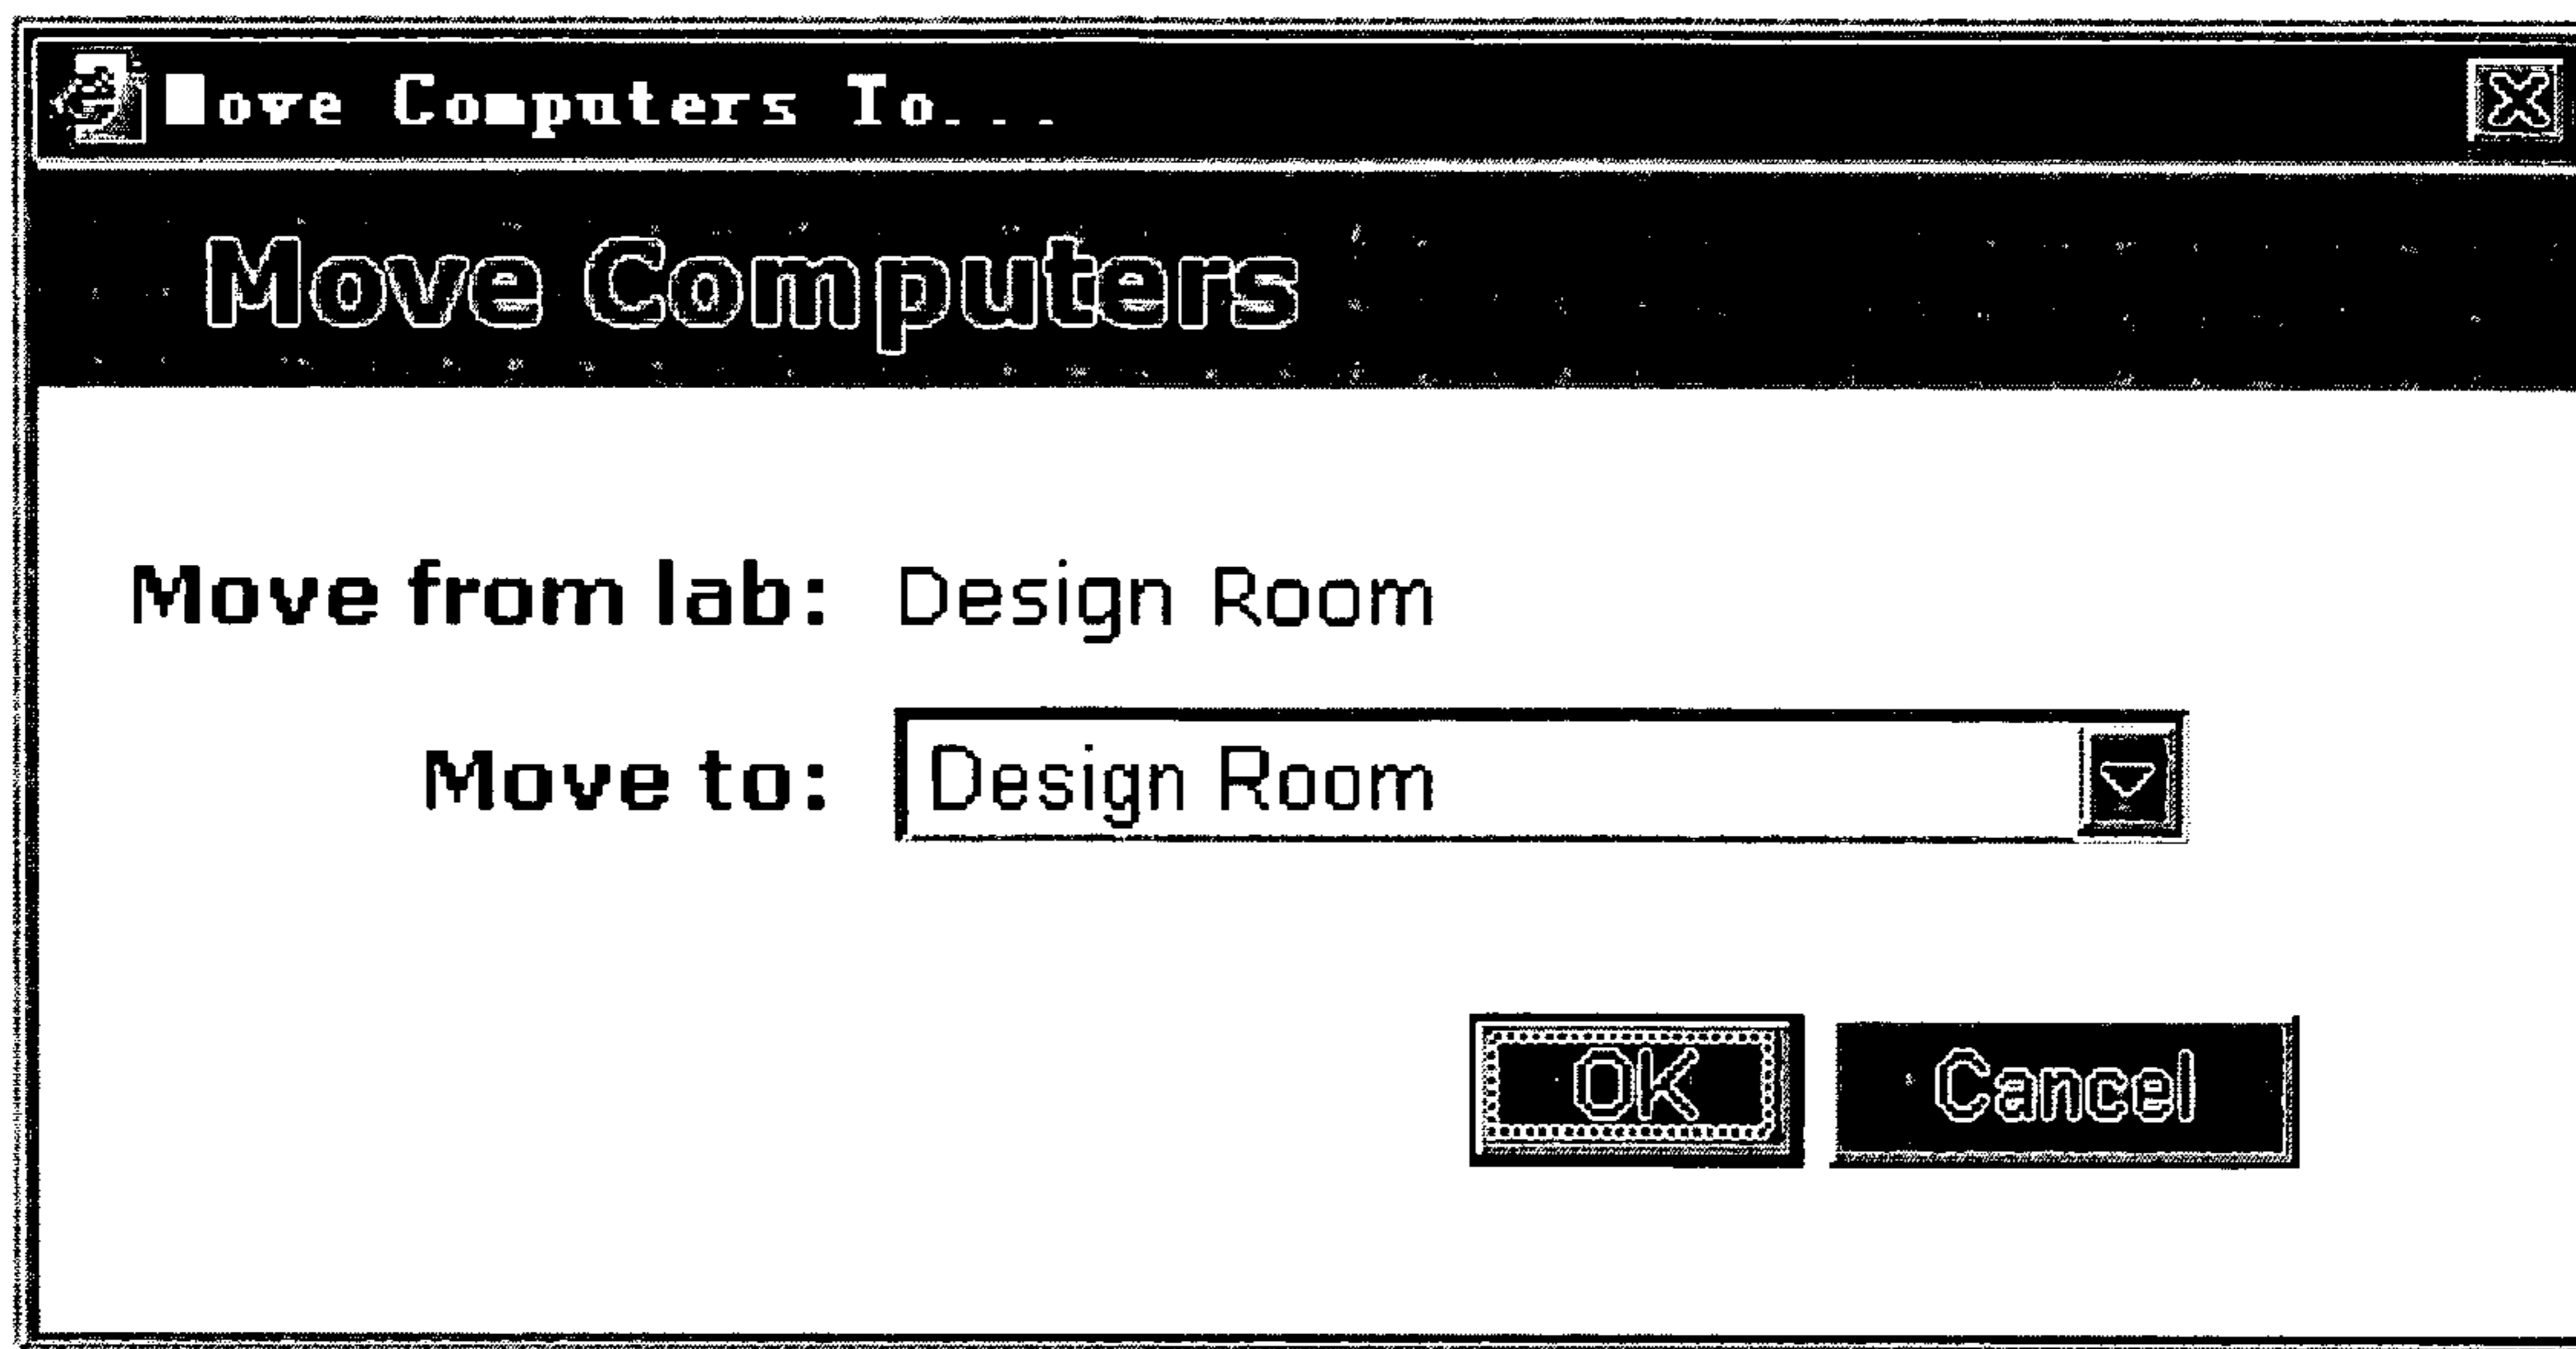 Move Computers To...
Move Computers
Move from lab: Design Room
Move to: Design Room
OK Cancel